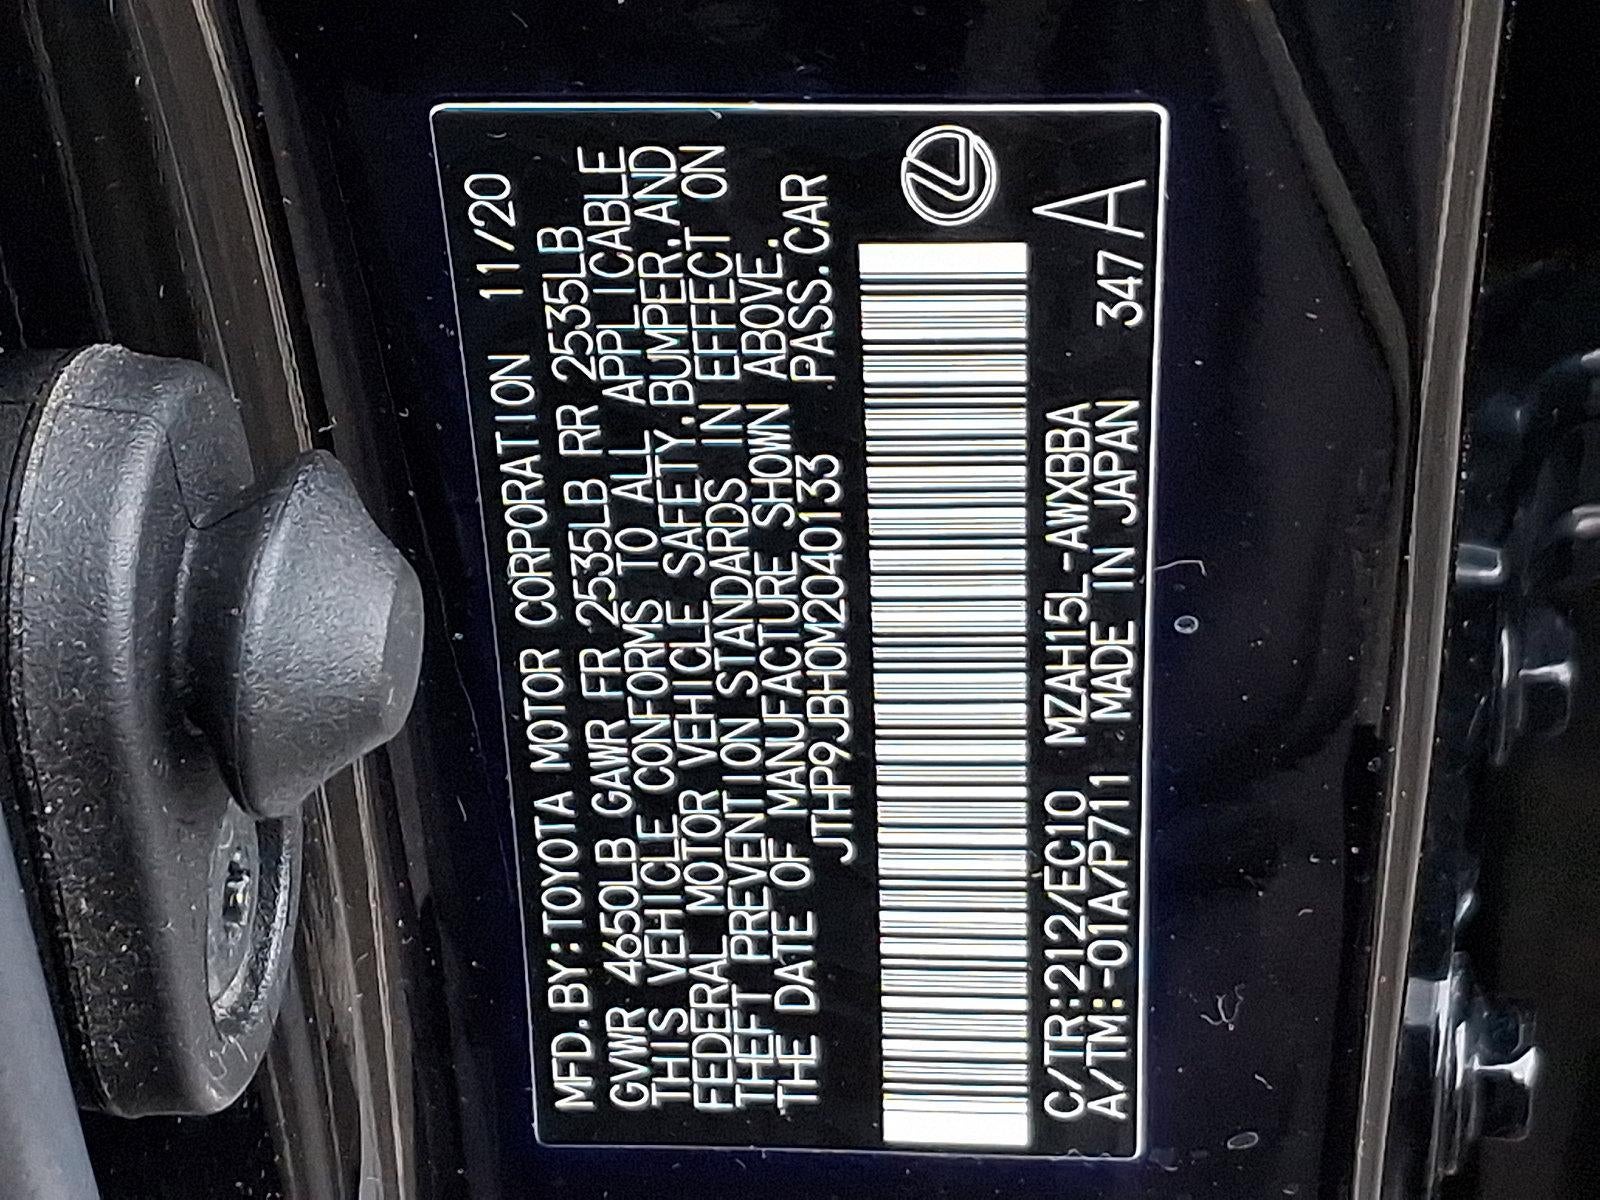 MFD.BY:TOYOTA MOTOR CORPORATION 11/20
GVWR 4650LB GAWR FR 2535LB RR 2535LB
THIS VEHICLE CONFORMS TO ALL APPLICABLE
FEDERAL MOTOR VEHICLE SAFETY,BUMPER,AND
THEFT PREVENTION STANDARDS IN EFFECT ON
THE DATE OF MANUFACTURE SHOWN ABOVE.
JTHP9JBH0M2040133 PASS.CAR
C/TR:212/EC10 MZAH15L-AWXBBA
A/TM:-01A/P711 MADE IN JAPAN 347 A